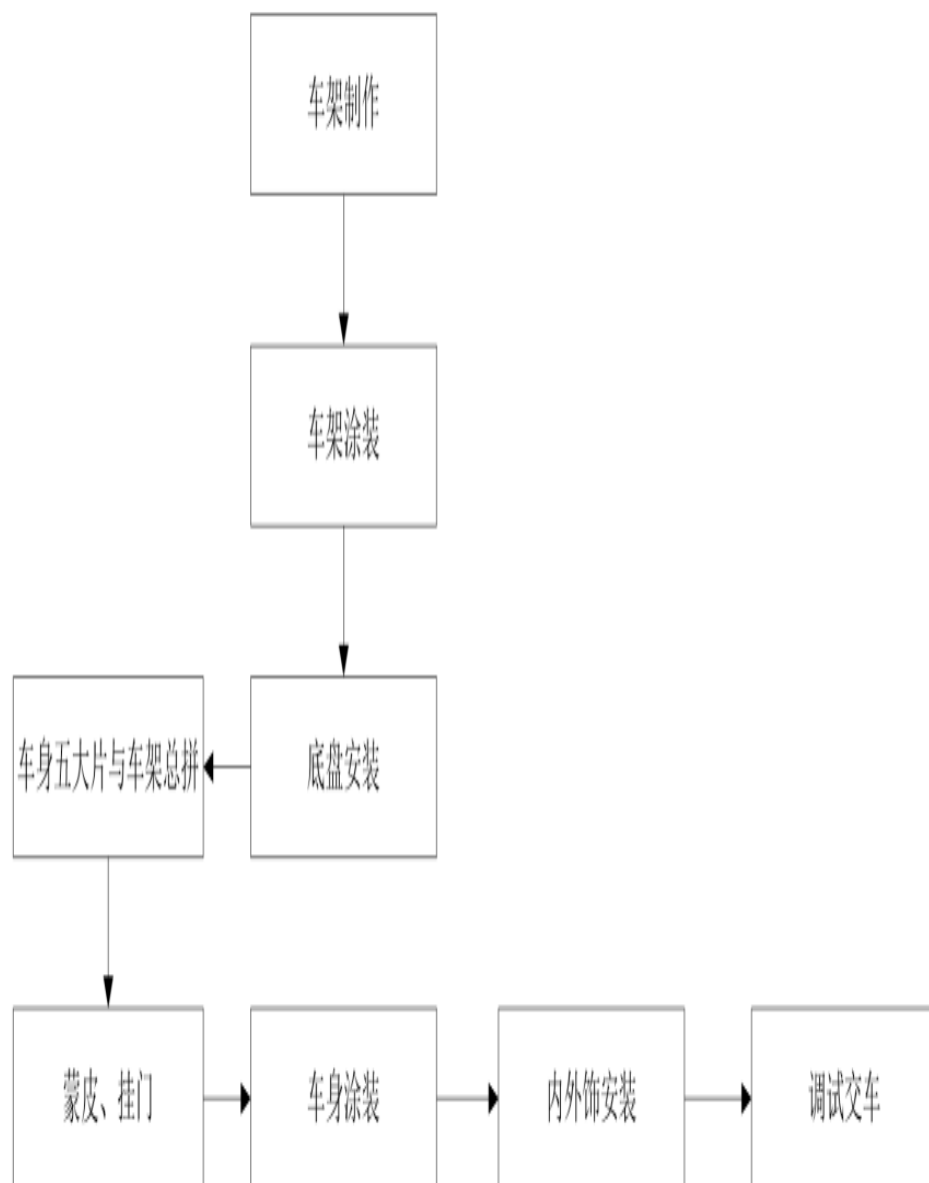 车架制作
车架涂装
车身五大片与车架总拼
底盘安装
蒙皮、挂门
车身涂装
内外饰安装
调试交车